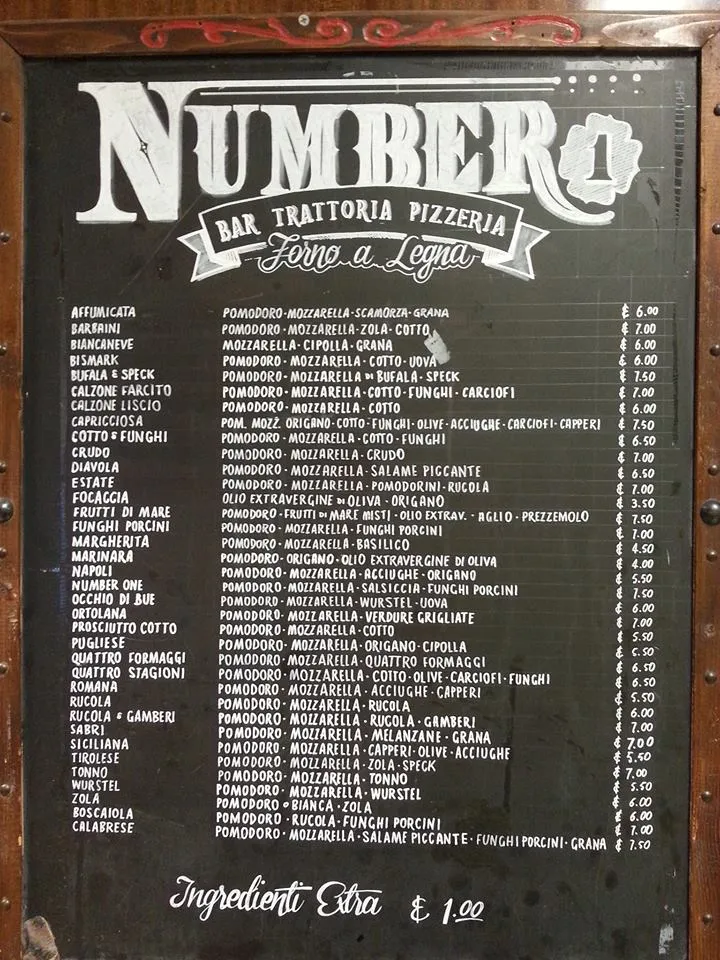 NUMBER 1
BAR TRATTORIA PIZZERIA
Forno a Legna
AFFUMICATA POMODORO · MOZZARELLA · SCAMORZA · GRANA € 6.00
BARBAINI POMODORO · MOZZARELLA · ZOLA · COTTO € 7.00
BIANCANEVE MOZZARELLA · CIPOLLA · GRANA € 6.00
BISMARK POMODORO · MOZZARELLA · COTTO · UOVA € 6.00
BUFALA & SPECK POMODORO · MOZZARELLA DI BUFALA · SPECK € 7.50
CALZONE FARCITO POMODORO · MOZZARELLA · COTTO · FUNGHI · CARCIOFI € 7.00
CALZONE LISCIO POMODORO · MOZZARELLA · COTTO € 6.00
CAPRICCIOSA POM. MOZZ. ORIGANO · COTTO · FUNGHI · OLIVE · ACCIUGHE · CARCIOFI · CAPPERI € 7.50
COTTO & FUNGHI POMODORO · MOZZARELLA · COTTO · FUNGHI € 6.50
CRUDO POMODORO · MOZZARELLA · CRUDO € 7.00
DIAVOLA POMODORO · MOZZARELLA · SALAME PICCANTE € 6.50
ESTATE POMODORO · MOZZARELLA · POMODORINI · RUCOLA € 7.00
FOCACCIA OLIO EXTRAVERGINE DI OLIVA · ORIGANO € 3.50
FRUTTI DI MARE POMODORO · FRUTTI DI MARE MISTI · OLIO EXTRAV. · AGLIO · PREZZEMOLO € 7.50
FUNGHI PORCINI POMODORO · MOZZARELLA · FUNGHI PORCINI € 7.00
MARGHERITA POMODORO · MOZZARELLA · BASILICO € 4.50
MARINARA POMODORO · ORIGANO · OLIO EXTRAVERGINE DI OLIVA € 4.00
NAPOLI POMODORO · MOZZARELLA · ACCIUGHE · ORIGANO € 5.50
NUMBER ONE POMODORO · MOZZARELLA · SALSICCIA · FUNGHI PORCINI € 7.50
OCCHIO DI BUE POMODORO · MOZZARELLA · WURSTEL · UOVA € 6.00
ORTOLANA POMODORO · MOZZARELLA · VERDURE GRIGLIATE € 7.00
PROSCIUTTO COTTO POMODORO · MOZZARELLA · COTTO € 5.50
PUGLIESE POMODORO · MOZZARELLA · ORIGANO · CIPOLLA € 5.50
QUATTRO FORMAGGI POMODORO · MOZZARELLA · QUATTRO FORMAGGI € 6.50
QUATTRO STAGIONI POMODORO · MOZZARELLA · COTTO · OLIVE · CARCIOFI · FUNGHI € 6.50
ROMANA POMODORO · MOZZARELLA · ACCIUGHE · CAPPERI € 5.50
RUCOLA POMODORO · MOZZARELLA · RUCOLA € 6.00
RUCOLA & GAMBERI POMODORO · MOZZARELLA · RUCOLA · GAMBERI € 7.00
SABRI POMODORO · MOZZARELLA · MELANZANE · GRANA € 7.00
SICILIANA POMODORO · MOZZARELLA · CAPPERI · OLIVE · ACCIUGHE € 5.50
TIROLESE POMODORO · MOZZARELLA · ZOLA · SPECK € 7.00
TONNO POMODORO · MOZZARELLA · TONNO € 5.50
WURSTEL POMODORO · MOZZARELLA · WURSTEL € 6.00
ZOLA POMODORO O BIANCA · ZOLA € 6.00
BOSCAIOLA POMODORO · RUCOLA · FUNGHI PORCINI € 7.00
CALABRESE POMODORO · MOZZARELLA · SALAME PICCANTE · FUNGHI PORCINI · GRANA € 7.50
Ingredienti Extra € 1.00